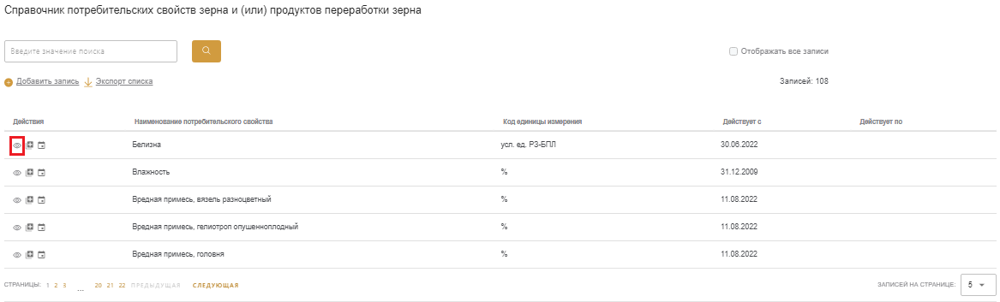 Справочник потребительских свойств зерна и (или) продуктов переработки зерна
Введите значение поиска
Отображать все записи
Добавить запись Экспорт списка Записей: 108
Действия Наименование потребительского свойства Код единицы измерения Действует с Действует по
Белизна усл. ед. РЗ-БПЛ 30.06.2022
Влажность % 31.12.2009
Вредная примесь, вязель разноцветный % 11.08.2022
Вредная примесь, гелиотроп опушенноплодный % 11.08.2022
Вредная примесь, головня % 11.08.2022
СТРАНИЦЫ: 1 2 3 ... 20 21 22 ПРЕДЫДУЩАЯ СЛЕДУЮЩАЯ ЗАПИСЕЙ НА СТРАНИЦЕ: 5